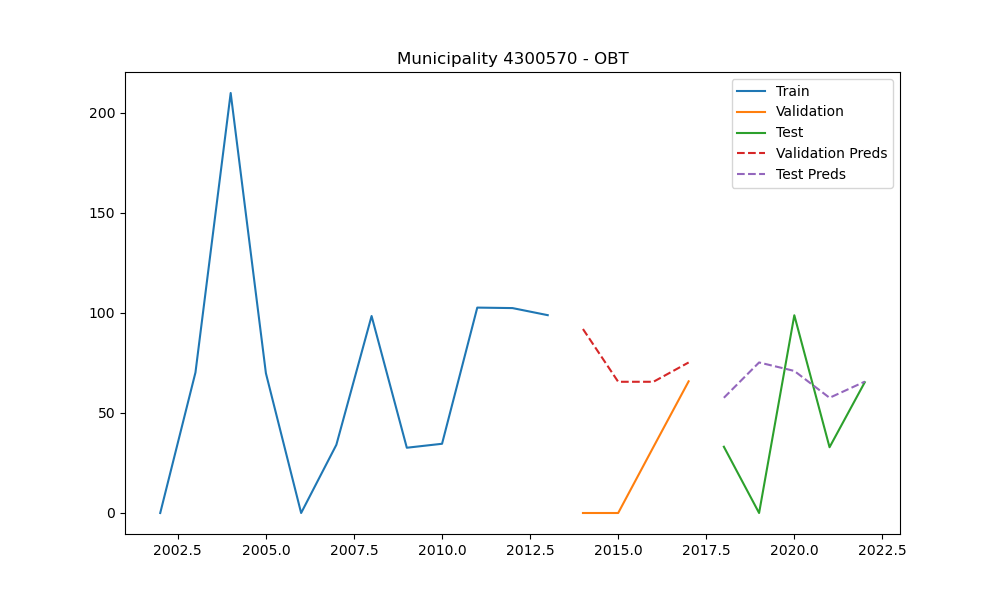 Municipality 4300570 - OBT
Train
Validation
Test
Validation Preds
Test Preds
200
150
100
50
0
2002.5 2005.0 2007.5 2010.0 2012.5 2015.0 2017.5 2020.0 2022.5